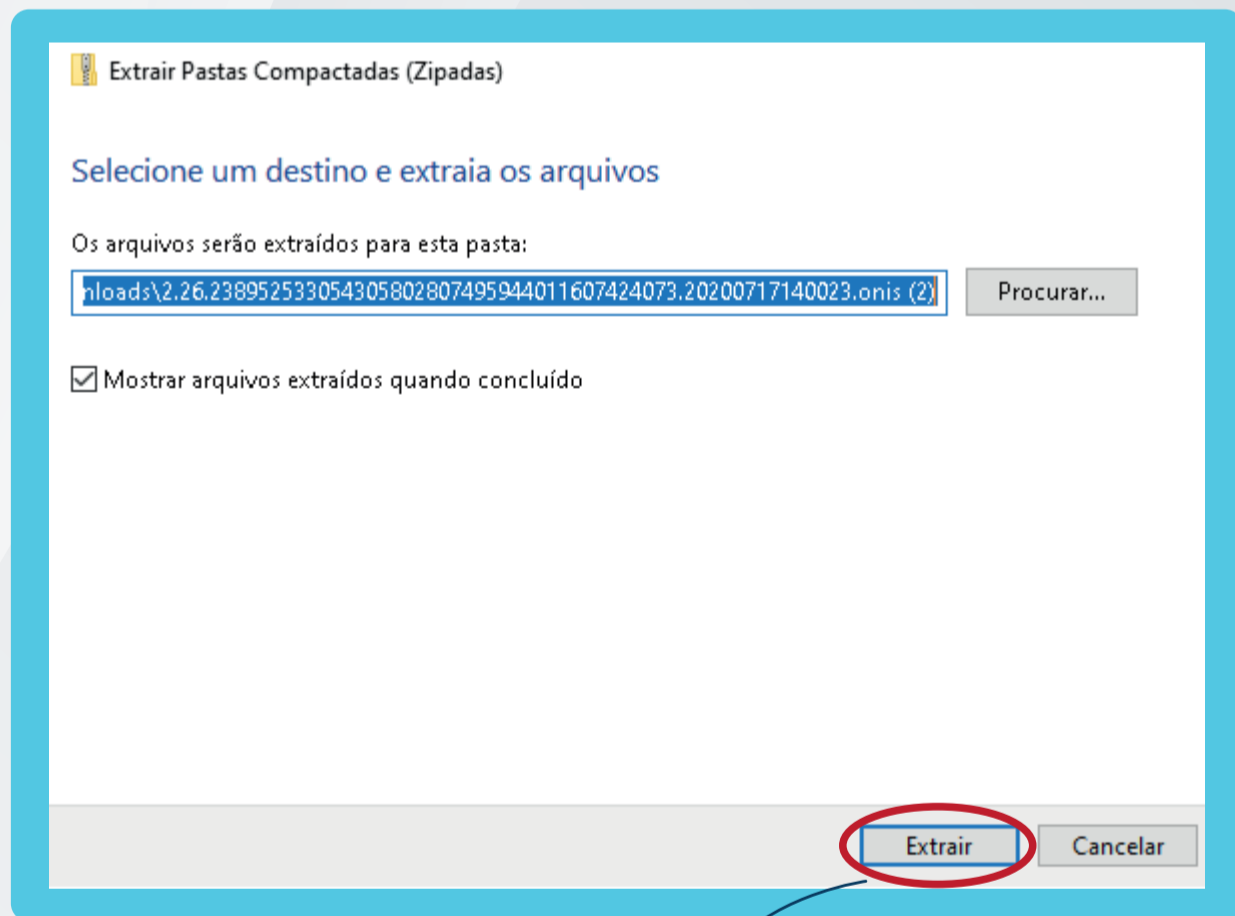 Extrair Pastas Compactadas (Zipadas)
Selecione um destino e extraia os arquivos
Os arquivos serão extraídos para esta pasta:
nloads\2.26.238952533054305802807495944011607424073.20200717140023.onis (2)
Procurar...
Mostrar arquivos extraídos quando concluído
Extrair
Cancelar